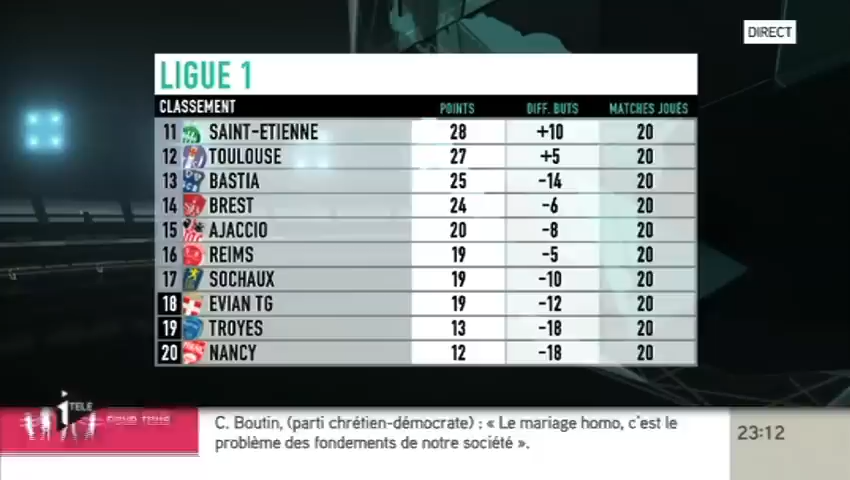 DIRECT
LIGUE 1
CLASSEMENT POINTS DIFF. BUTS MATCHES JOUÉS
11 SAINT-ETIENNE 28 +10 20
12 TOULOUSE 27 +5 20
13 BASTIA 25 -14 20
14 BREST 24 -6 20
15 AJACCIO 20 -8 20
16 REIMS 19 -5 20
17 SOCHAUX 19 -10 20
18 EVIAN TG 19 -12 20
19 TROYES 13 -18 20
20 NANCY 12 -18 20
i TELE
C. Boutin, (parti chrétien-démocrate) : « Le mariage homo, c'est le
problème des fondements de notre société ».
23:12